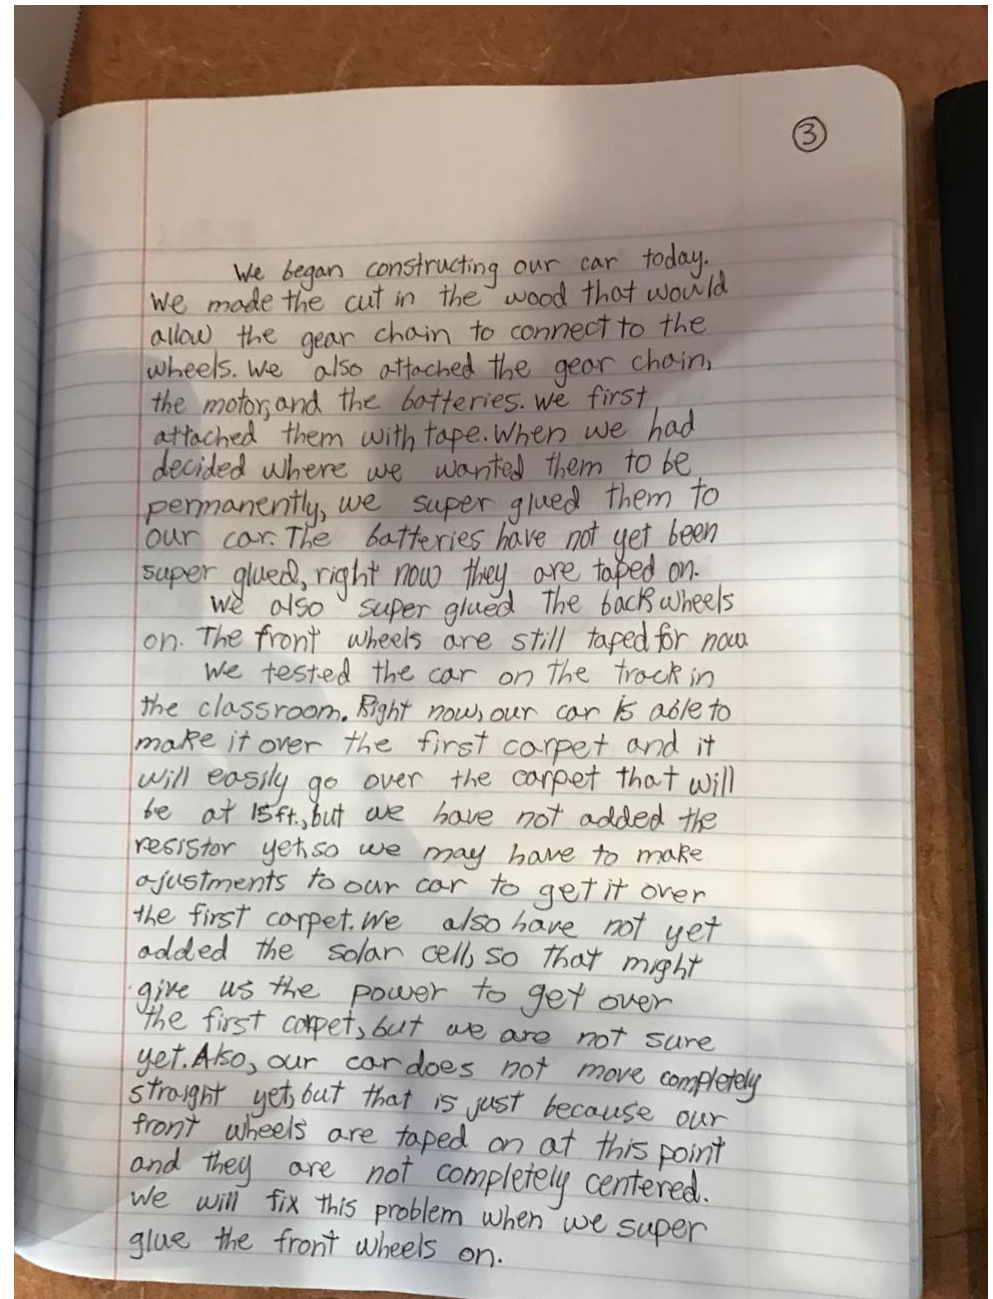 3
We began constructing our car today.
We made the cut in the wood that would
allow the gear chain to connect to the
wheels. We also attached the gear chain,
the motor, and the batteries. We first
attached them with tape. When we had
decided where we wanted them to be
permanently, we super glued them to
our car. The batteries have not yet been
super glued, right now they are taped on.
We also super glued the back wheels
on. The front wheels are still taped for now.
We tested the car on the track in
the classroom. Right now, our car is able to
make it over the first carpet and it
will easily go over the carpet that will
be at 15ft., but we have not added the
resistor yet, so we may have to make
ajustments to our car to get it over
the first carpet. We also have not yet
added the solar cell, so that might
give us the power to get over
the first carpet, but we are not sure
yet. Also, our car does not move completely
straight yet, but that is just because our
front wheels are taped on at this point
and they are not completely centered.
We will fix this problem when we super
glue the front wheels on.